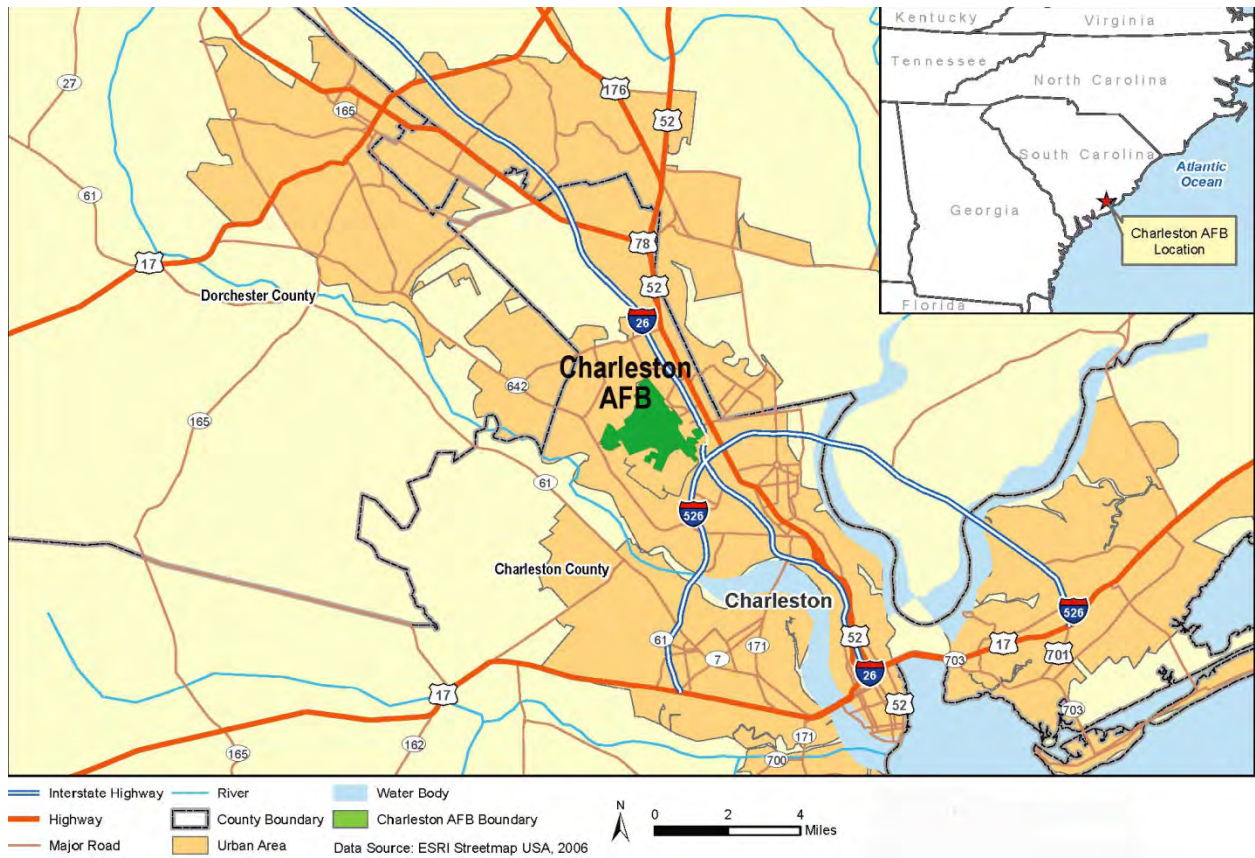 Kentucky
Virginia
Tennessee
North Carolina
South Carolina
Atlantic
Ocean
Georgia
Charleston AFB
Location
Florida
27
165
176
52
61
17
78
52
Dorchester County
26
Charleston
AFB
642
165
61
526
Charleston County
Charleston
526
61
7
171
52
703
17
701
26
17
52
703
162
171
165
700
Interstate Highway
River
Water Body
Highway
County Boundary
Charleston AFB Boundary
Major Road
Urban Area
Data Source: ESRI Streetmap USA, 2006
N
0 2 4
Miles